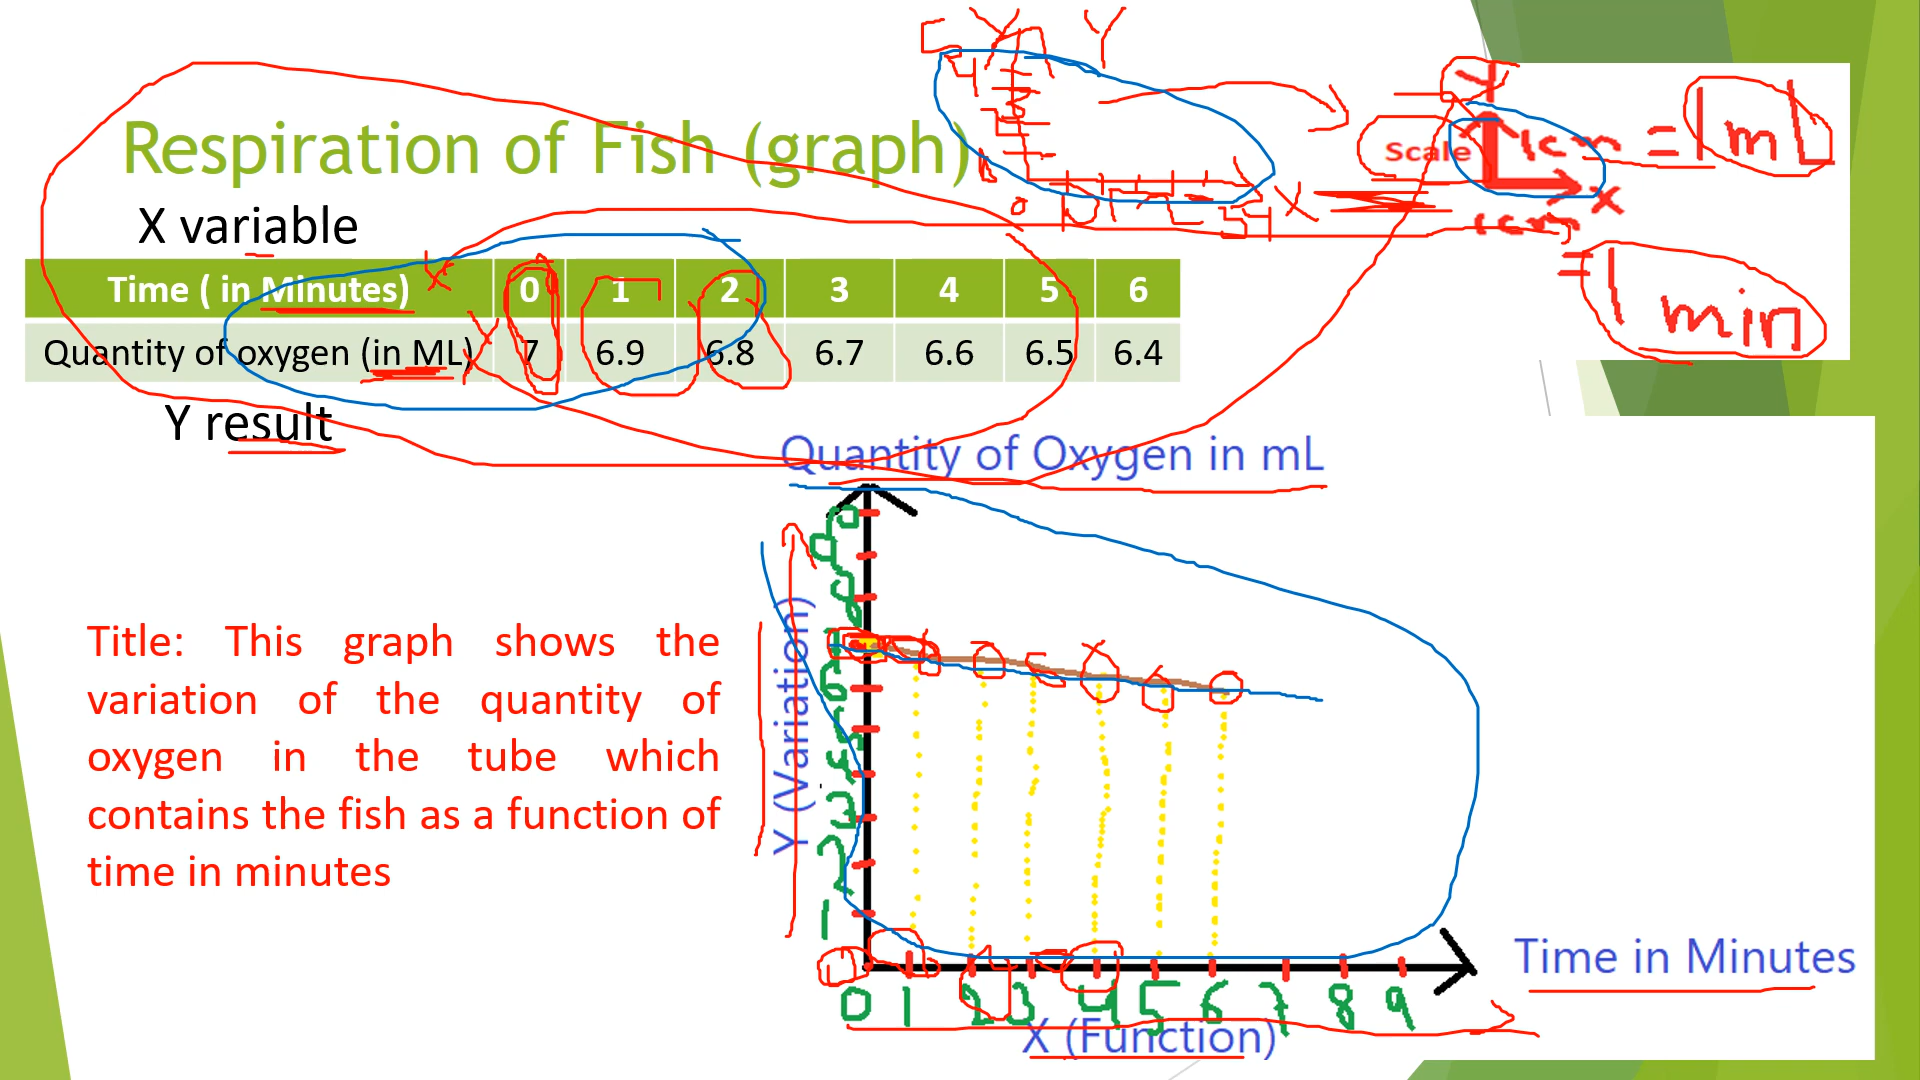 Y
Respiration of Fish (graph)
Scale
1cm = 1 mL
X
1cm
= 1 min
X variable
Time ( in Minutes) 0 1 2 3 4 5 6
Quantity of oxygen (in ML) 7 6.9 6.8 6.7 6.6 6.5 6.4
Y result
Quantity of Oxygen in mL
Title: This graph shows the
variation of the quantity of
oxygen in the tube which
contains the fish as a function of
time in minutes
Y (Variation)
Time in Minutes
0 1 2 3 4 5 6 7 8 9
X (Function)